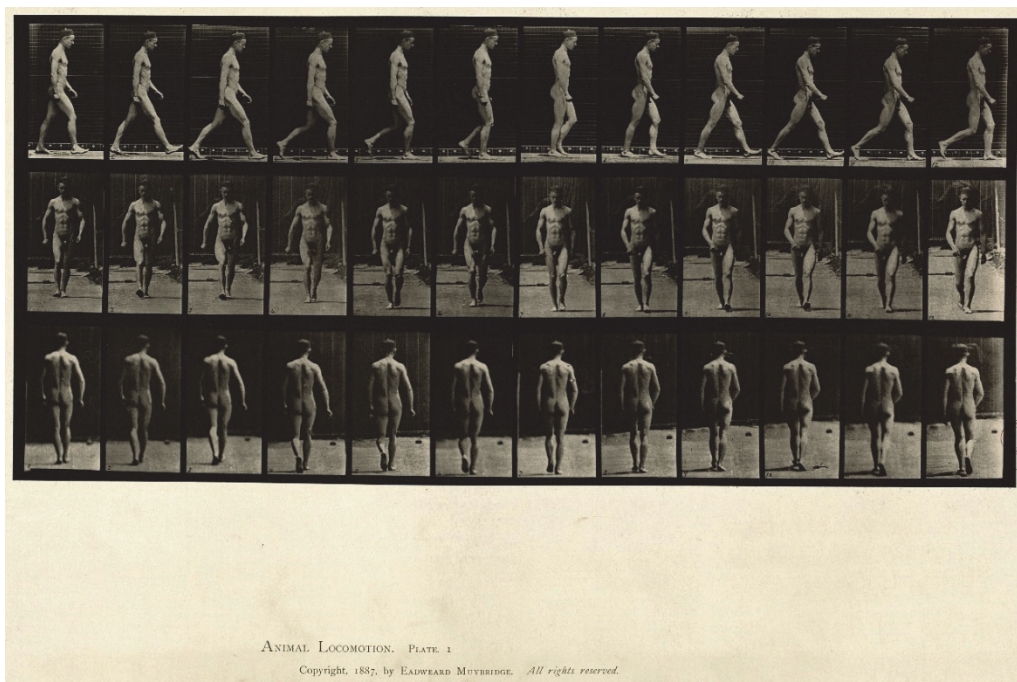 ANIMAL LOCOMOTION. PLATE 1
Copyright, 1887, by EADWEARD MUYBRIDGE. All rights reserved.